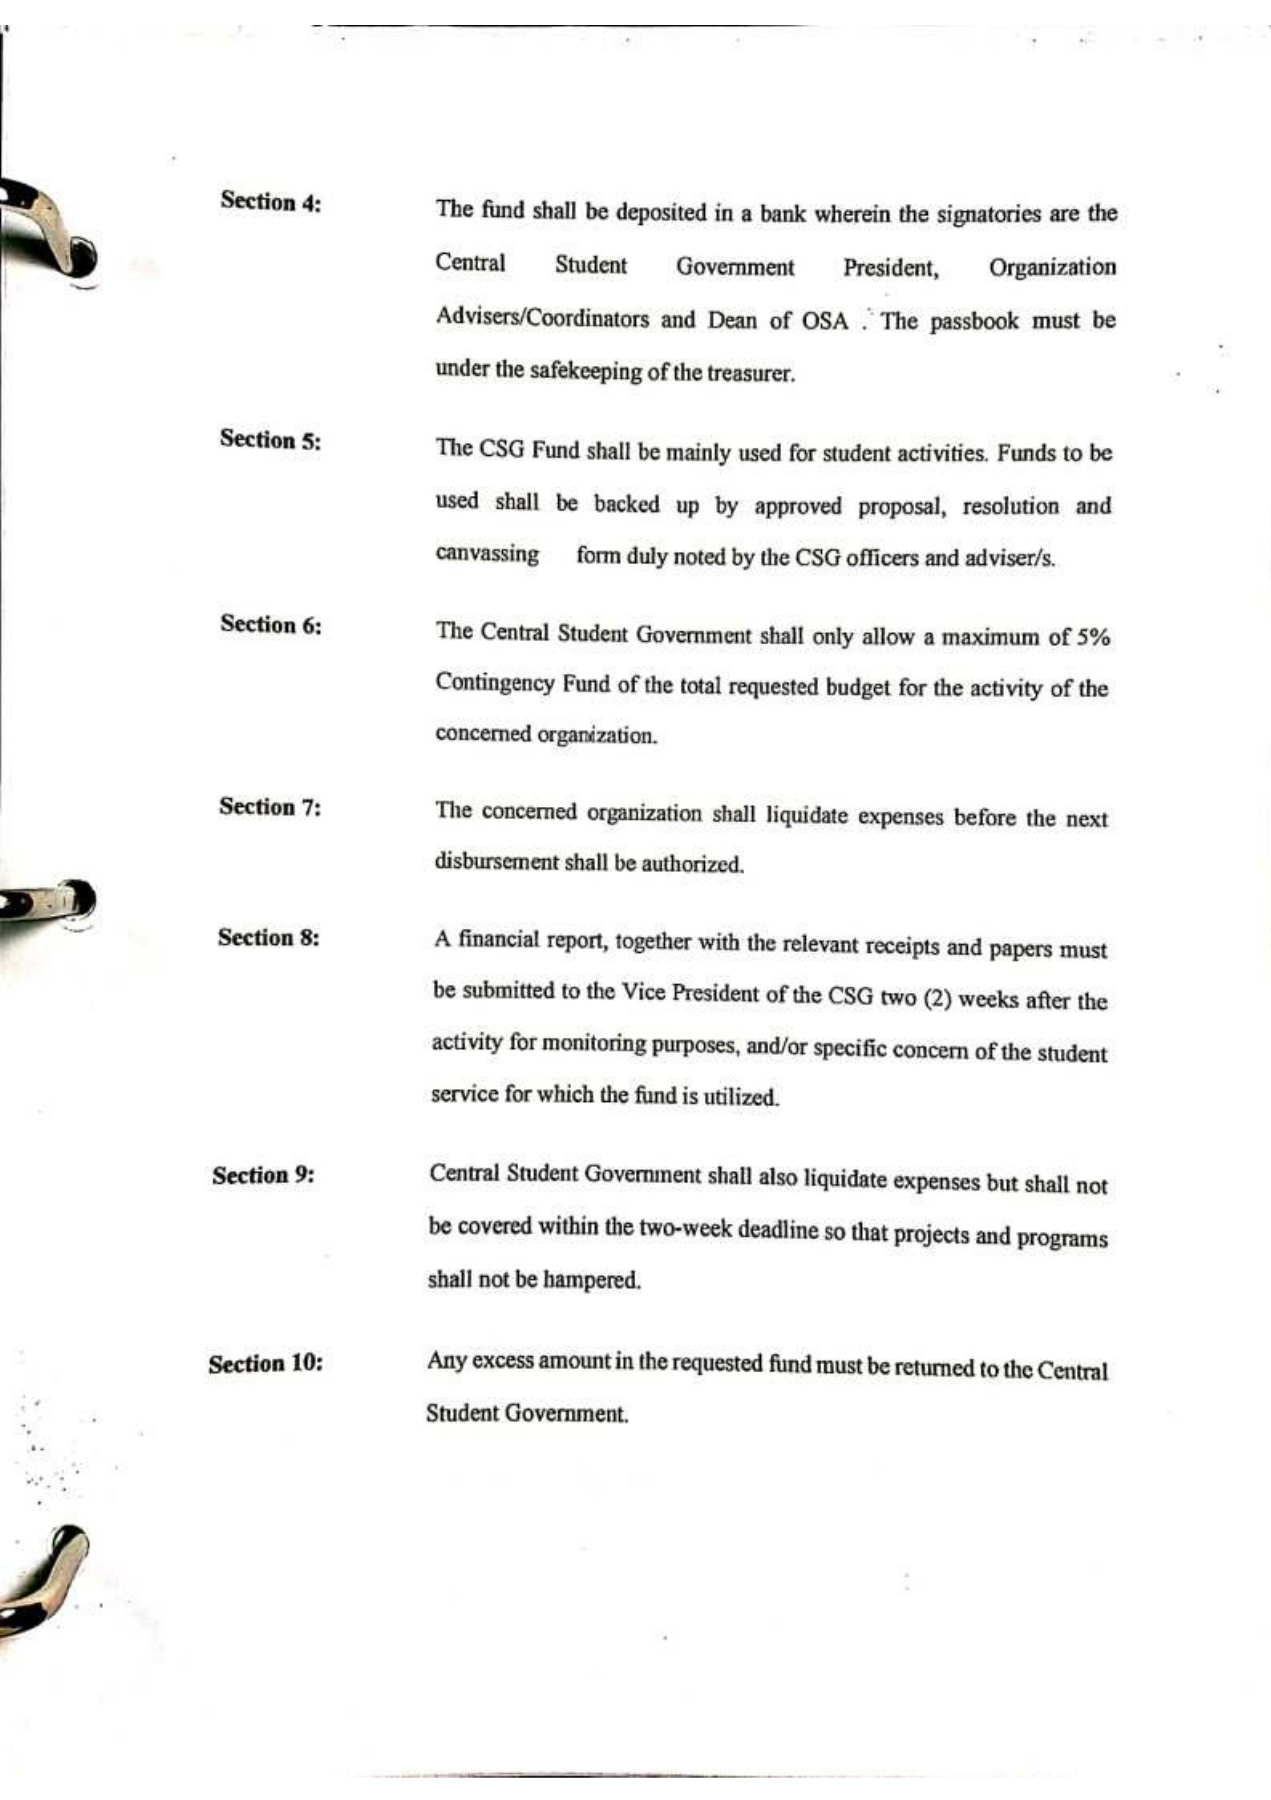 Section 4: The fund shall be deposited in a bank wherein the signatories are the
Central Student Government President, Organization
Advisers/Coordinators and Dean of OSA . The passbook must be
under the safekeeping of the treasurer.
Section 5: The CSG Fund shall be mainly used for student activities. Funds to be
used shall be backed up by approved proposal, resolution and
canvassing form duly noted by the CSG officers and adviser/s.
Section 6: The Central Student Government shall only allow a maximum of 5%
Contingency Fund of the total requested budget for the activity of the
concerned organization.
Section 7: The concerned organization shall liquidate expenses before the next
disbursement shall be authorized.
Section 8: A financial report, together with the relevant receipts and papers must
be submitted to the Vice President of the CSG two (2) weeks after the
activity for monitoring purposes, and/or specific concern of the student
service for which the fund is utilized.
Section 9: Central Student Government shall also liquidate expenses but shall not
be covered within the two-week deadline so that projects and programs
shall not be hampered.
Section 10: Any excess amount in the requested fund must be returned to the Central
Student Government.